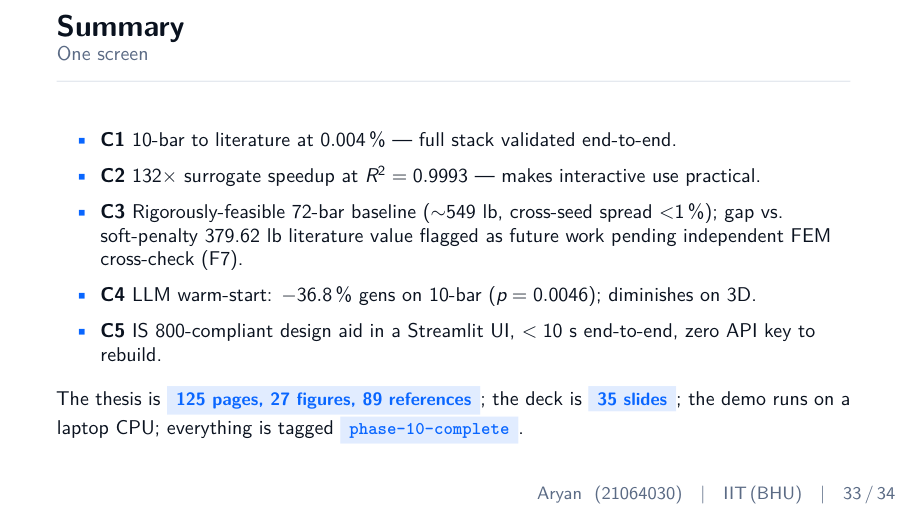 Summary
One screen
▪ C1 10-bar to literature at 0.004 % — full stack validated end-to-end.
▪ C2 132× surrogate speedup at R² = 0.9993 — makes interactive use practical.
▪ C3 Rigorously-feasible 72-bar baseline (∼549 lb, cross-seed spread <1 %); gap vs.
soft-penalty 379.62 lb literature value flagged as future work pending independent FEM
cross-check (F7).
▪ C4 LLM warm-start: −36.8 % gens on 10-bar (p = 0.0046); diminishes on 3D.
▪ C5 IS 800-compliant design aid in a Streamlit UI, < 10 s end-to-end, zero API key to
rebuild.
The thesis is 125 pages, 27 figures, 89 references ; the deck is 35 slides ; the demo runs on a
laptop CPU; everything is tagged phase-10-complete .
Aryan (21064030) | IIT (BHU) | 33 / 34